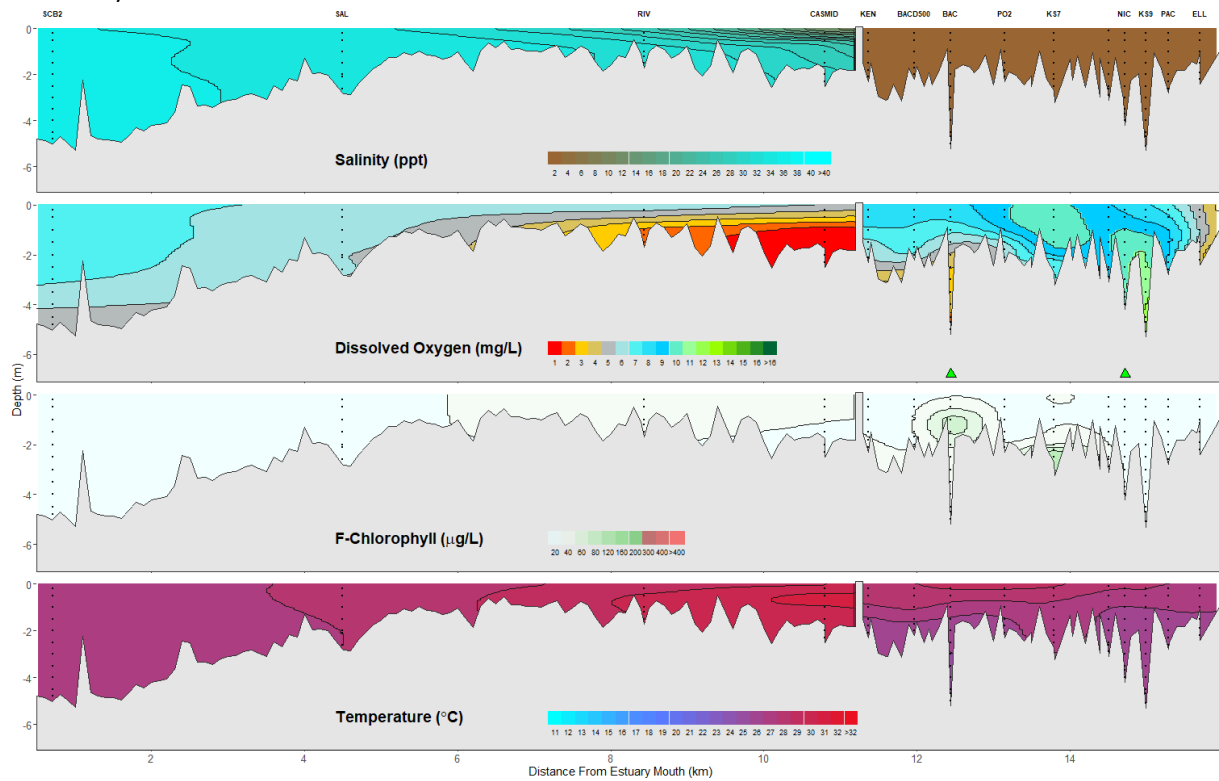 SCB2 SAL RIV CASMID KEN BACD500 BAC PO2 KS7 NIC KS9 PAC ELL
0
-2
-4
-6
Salinity (ppt)
2 4 6 8 10 12 14 16 18 20 22 24 26 28 30 32 34 36 38 40 >40
0
-2
-4
-6
Dissolved Oxygen (mg/L)
1 2 3 4 5 6 7 8 9 10 11 12 13 14 15 16 >16
Depth (m)
0
-2
-4
-6
F-Chlorophyll (μg/L)
20 40 60 80 120 160 200 300 400 >400
0
-2
-4
-6
Temperature (°C)
11 12 13 14 15 16 17 18 19 20 22 23 24 25 26 27 28 29 30 31 32 >32
2 4 6 8 10 12 14
Distance From Estuary Mouth (km)